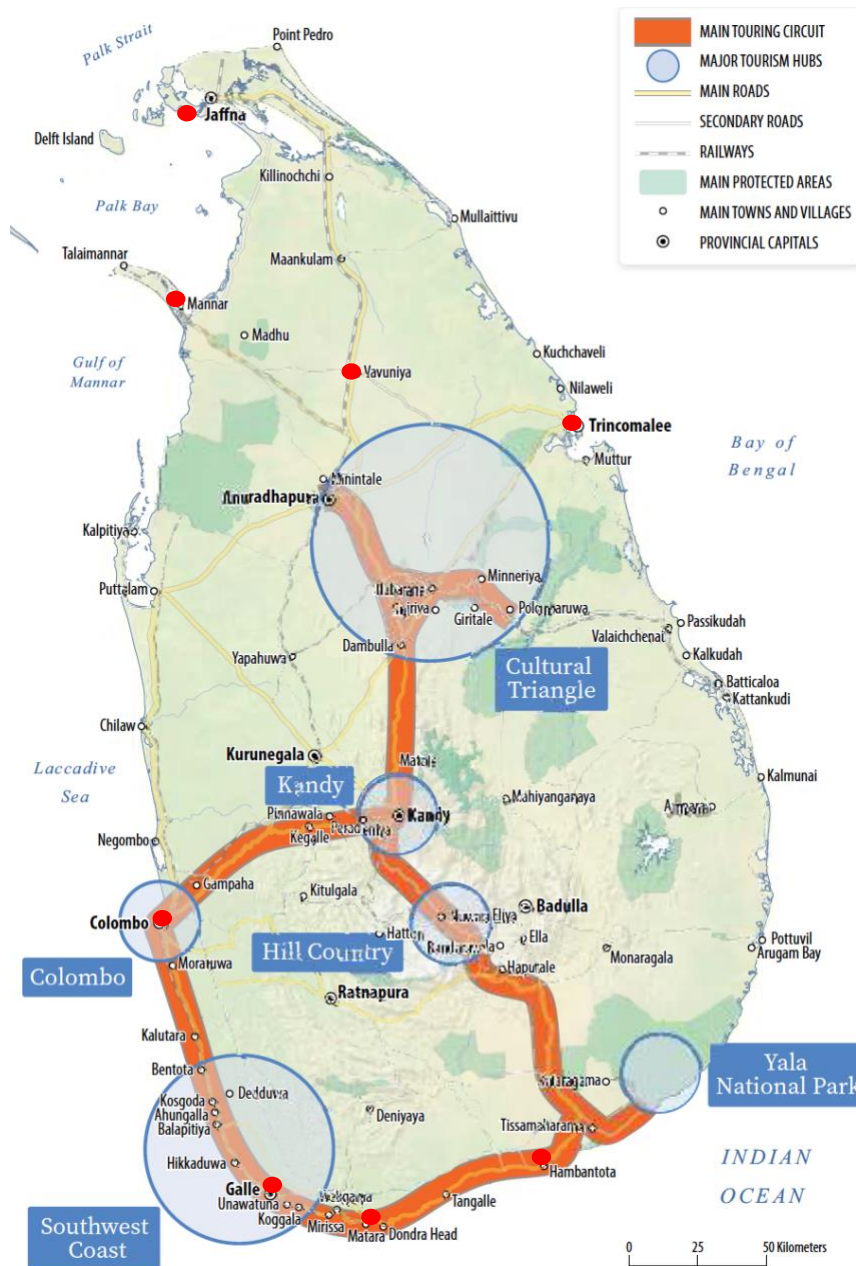 MAIN TOURING CIRCUIT
MAJOR TOURISM HUBS
MAIN ROADS
SECONDARY ROADS
RAILWAYS
MAIN PROTECTED AREAS
MAIN TOWNS AND VILLAGES
PROVINCIAL CAPITALS
Point Pedro
Palk Strait
Jaffna
Delft Island
Killinochchi
Palk Bay
Mullaittivu
Talaimannar
Maankulam
Mannar
Madhu
Gulf of
Mannar
Kuchchaveli
Vavuniya
Nilaweli
Trincomalee
Bay of
Bengal
Muttur
Anuradhapura
Kalpitiya
Puttalam
Minneriya
Giritale
Passikudah
Valaichchenai
Kalkudah
Dambulla
Yapahuwa
Cultural
Triangle
Batticaloa
Kattankudi
Chilaw
Kurunegala
Laccadive
Sea
Kandy
Kalmunai
Mahiyanganaya
Pinnawala
Kandy
Kegalle
Negombo
Gampaha
Kitulgala
Badulla
Colombo
Hatton
Ella
Pottuvil
Arugam Bay
Monaragala
Hill Country
Colombo
Moratuwa
Haputale
Ratnapura
Kalutara
Bentota
Yala
National Park
Dedduwa
Kosgoda
Ahungalla
Balapitiya
Deniyaya
Tissamaharama
Hikkaduwa
Hambantota
INDIAN
OCEAN
Galle
Unawatuna
Koggala
Mirissa
Matara
Dondra Head
Tangalle
Southwest
Coast
0 25 50 Kilometers